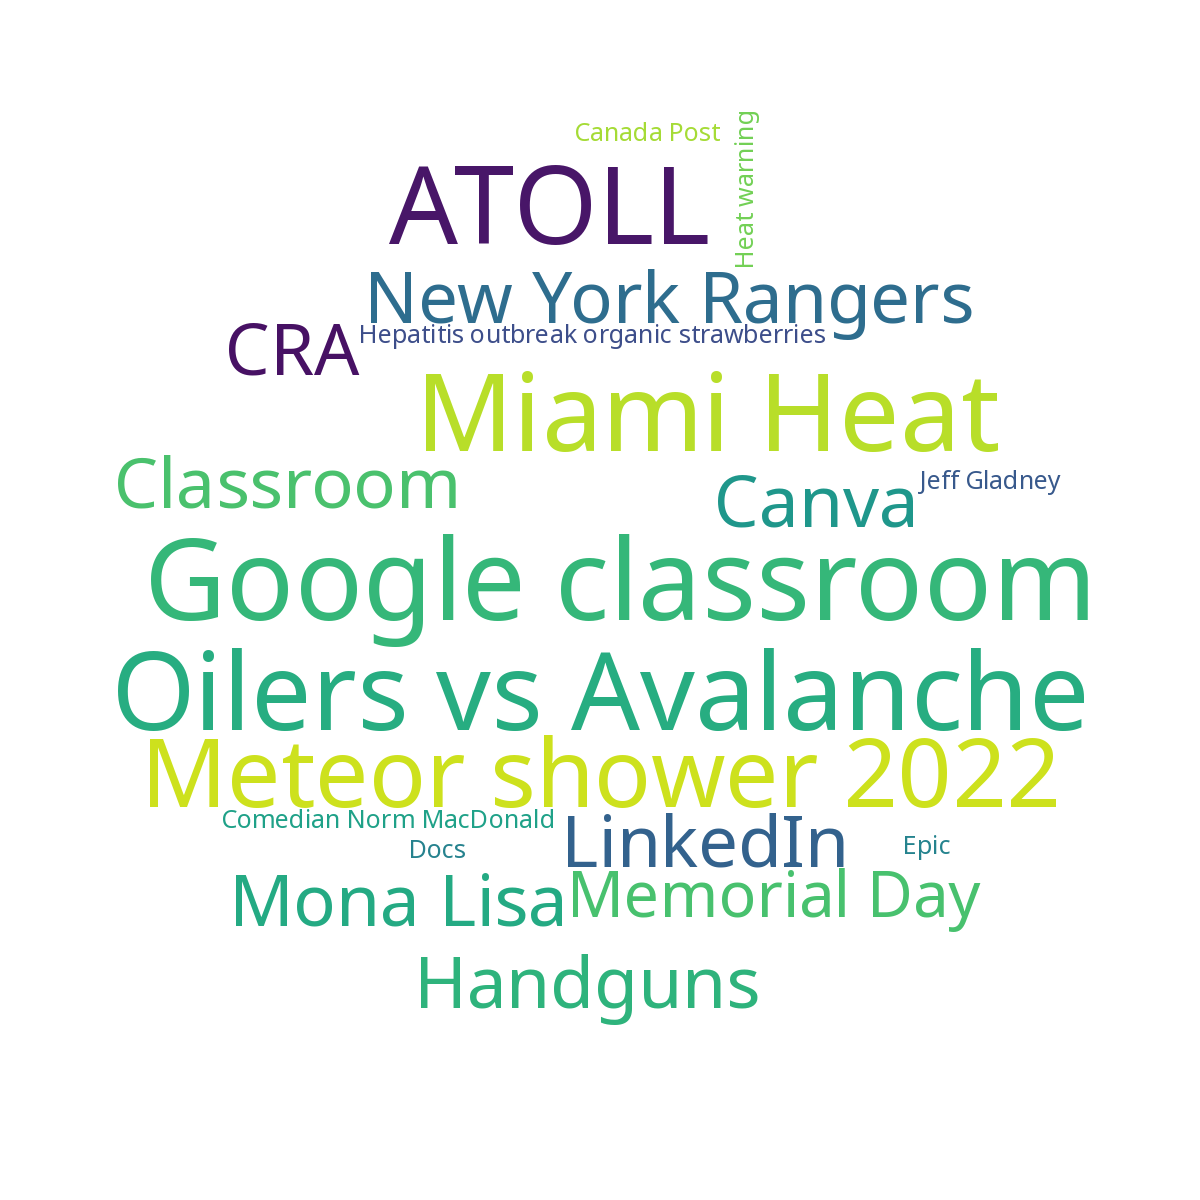 Canada Post
Heat warning
ATOLL
New York Rangers
CRA
Hepatitis outbreak organic strawberries
Miami Heat
Classroom
Canva
Jeff Gladney
Google classroom
Oilers vs Avalanche
Meteor shower 2022
Comedian Norm MacDonald
LinkedIn
Docs
Epic
Mona Lisa
Memorial Day
Handguns